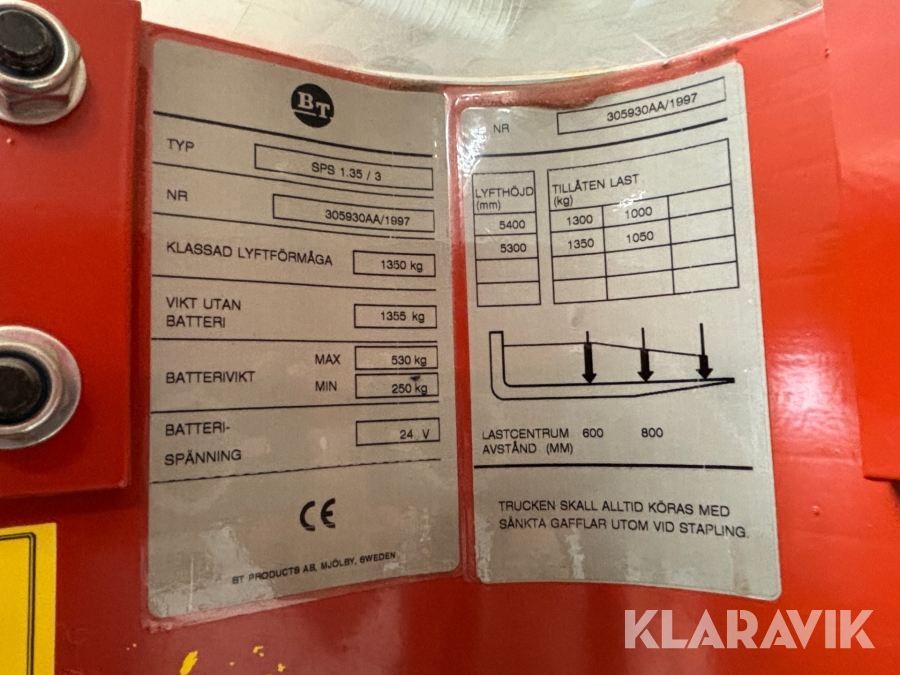 BT
TYP SPS 1.35 / 3
NR 305930AA/1997
KLASSAD LYFTFÖRMÅGA 1350 kg
VIKT UTAN
BATTERI 1355 kg
BATTERIVIKT MAX 530 kg
MIN 250 kg
BATTERI-
SPÄNNING 24 V
CE
BT PRODUCTS AB, MJÖLBY, SWEDEN
NR 305930AA/1997
LYFTHÖJD TILLÅTEN LAST
(mm) (kg)
5400 1300 1000
5300 1350 1050
LASTCENTRUM 600 800
AVSTÅND (MM)
TRUCKEN SKALL ALLTID KÖRAS MED
SÄNKTA GAFFLAR UTOM VID STAPLING.
KLARAVIK